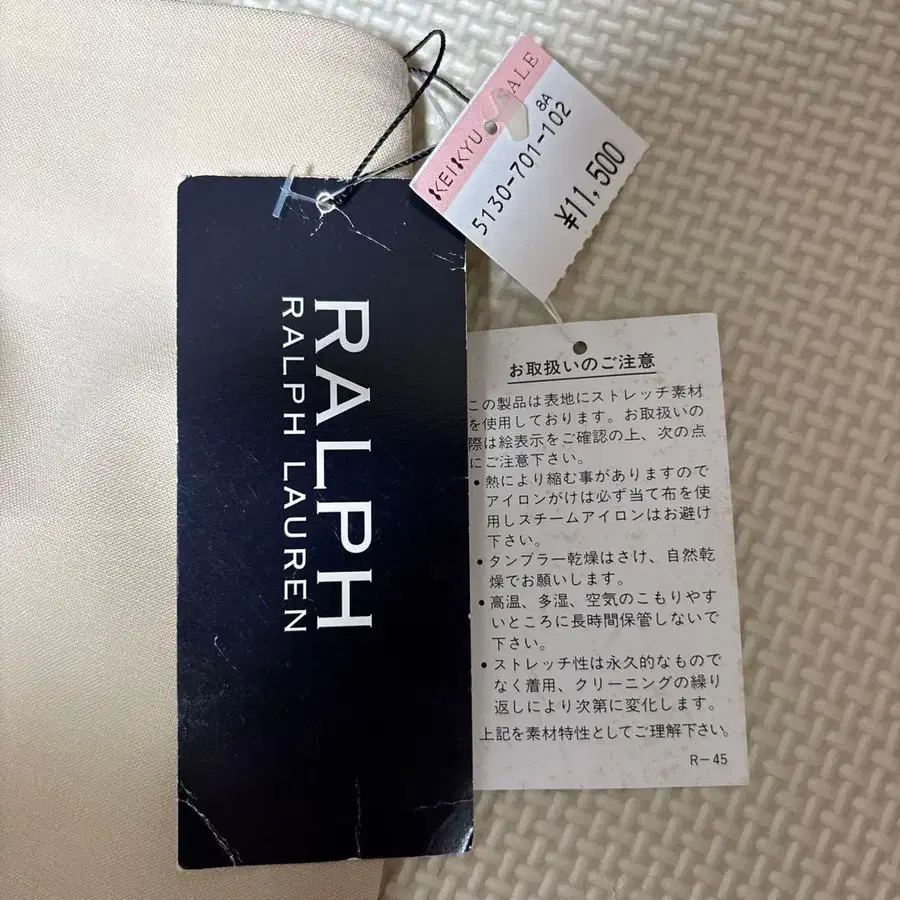 KEIKYU SALE
8A
5130-701-102
¥11,500
RALPH
RALPH LAUREN
お取扱いのご注意
この製品は表地にストレッチ素材
を使用しております。お取扱いの
際は絵表示をご確認の上、次の点
にご注意下さい。
・熱により縮む事がありますので
アイロンがけは必ず当て布を使
用しスチームアイロンはお避け
下さい。
・タンブラー乾燥はさけ、自然乾
燥でお願いします。
・高温、多湿、空気のこもりやす
いところに長時間保管しないで
下さい。
・ストレッチ性は永久的なもので
なく着用、クリーニングの繰り
返しにより次第に変化します。
上記を素材特性としてご理解下さい。
R-45